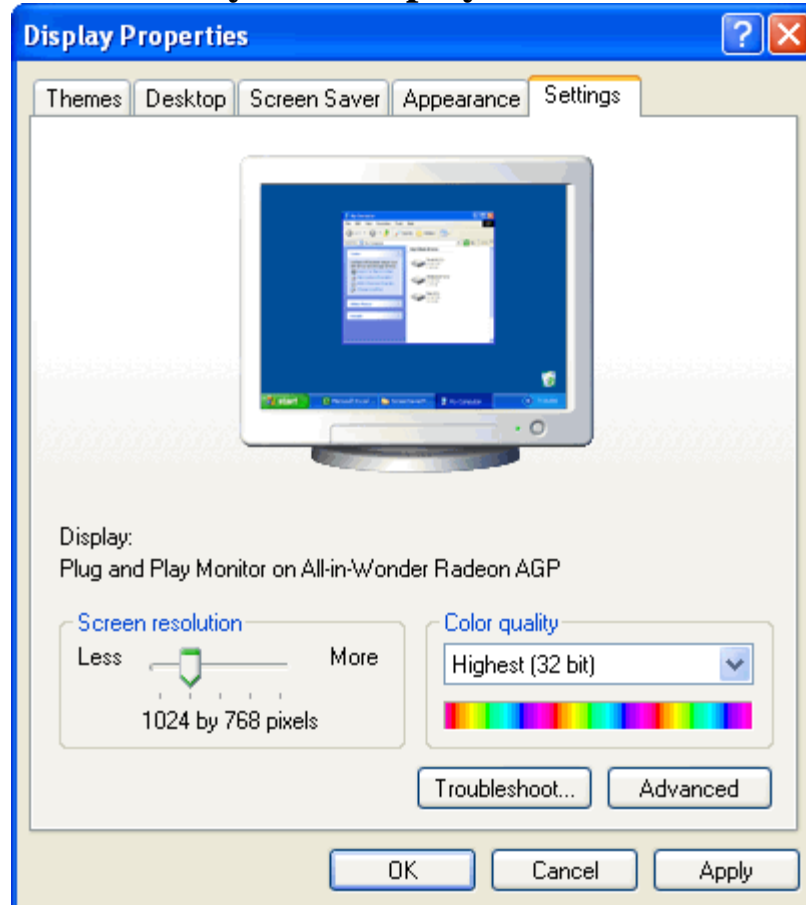 Display Properties
Themes Desktop Screen Saver Appearance Settings
start
Display:
Plug and Play Monitor on All-in-Wonder Radeon AGP
Screen resolution
Less More
1024 by 768 pixels
Color quality
Highest (32 bit)
Troubleshoot... Advanced
OK Cancel Apply